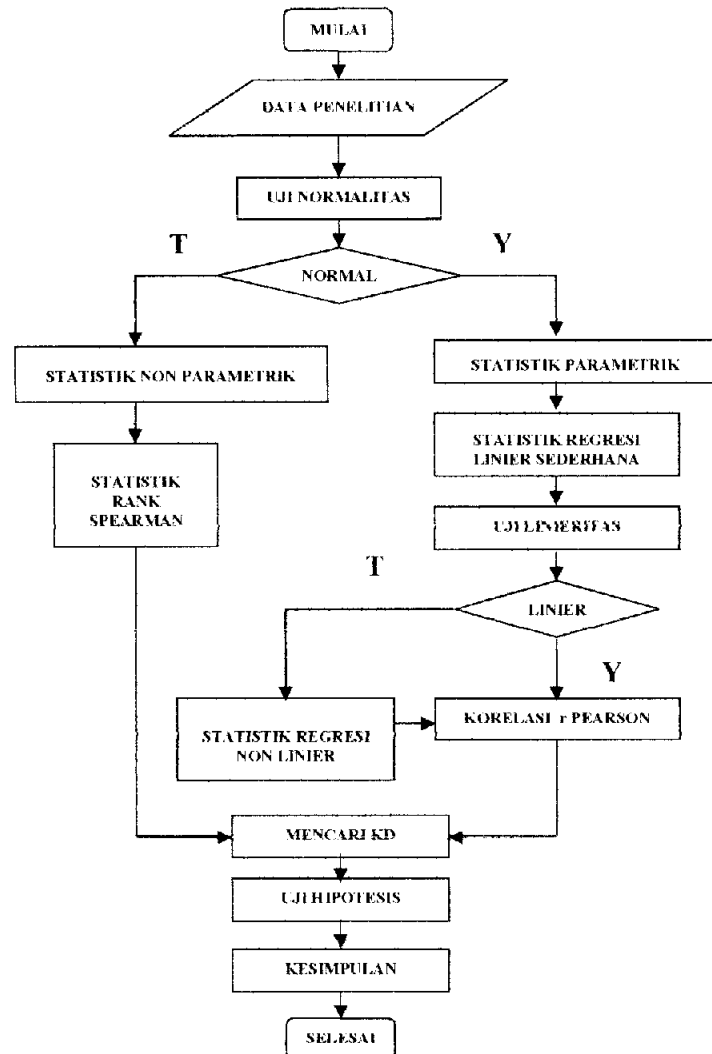 MULAI
DATA PENELITIAN
UJI NORMALITAS
T
Y
NORMAL
STATISTIK NON PARAMETRIK
STATISTIK PARAMETRIK
STATISTIK
RANK
SPEARMAN
STATISTIK REGRESI
LINIER SEDERHANA
UJI LINIERITAS
T
LINIER
Y
STATISTIK REGRESI
NON LINIER
KORELASI r PEARSON
MENCARI KD
UJI HIPOTESIS
KESIMPULAN
SELESAI